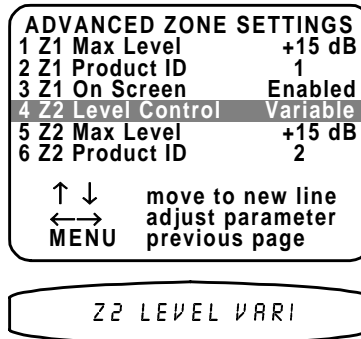 ADVANCED ZONE SETTINGS
1 Z1 Max Level +15 dB
2 Z1 Product ID 1
3 Z1 On Screen Enabled
4 Z2 Level Control Variable
5 Z2 Max Level +15 dB
6 Z2 Product ID 2
↑ ↓ move to new line
←→ adjust parameter
MENU previous page
Z2 LEVEL VARI